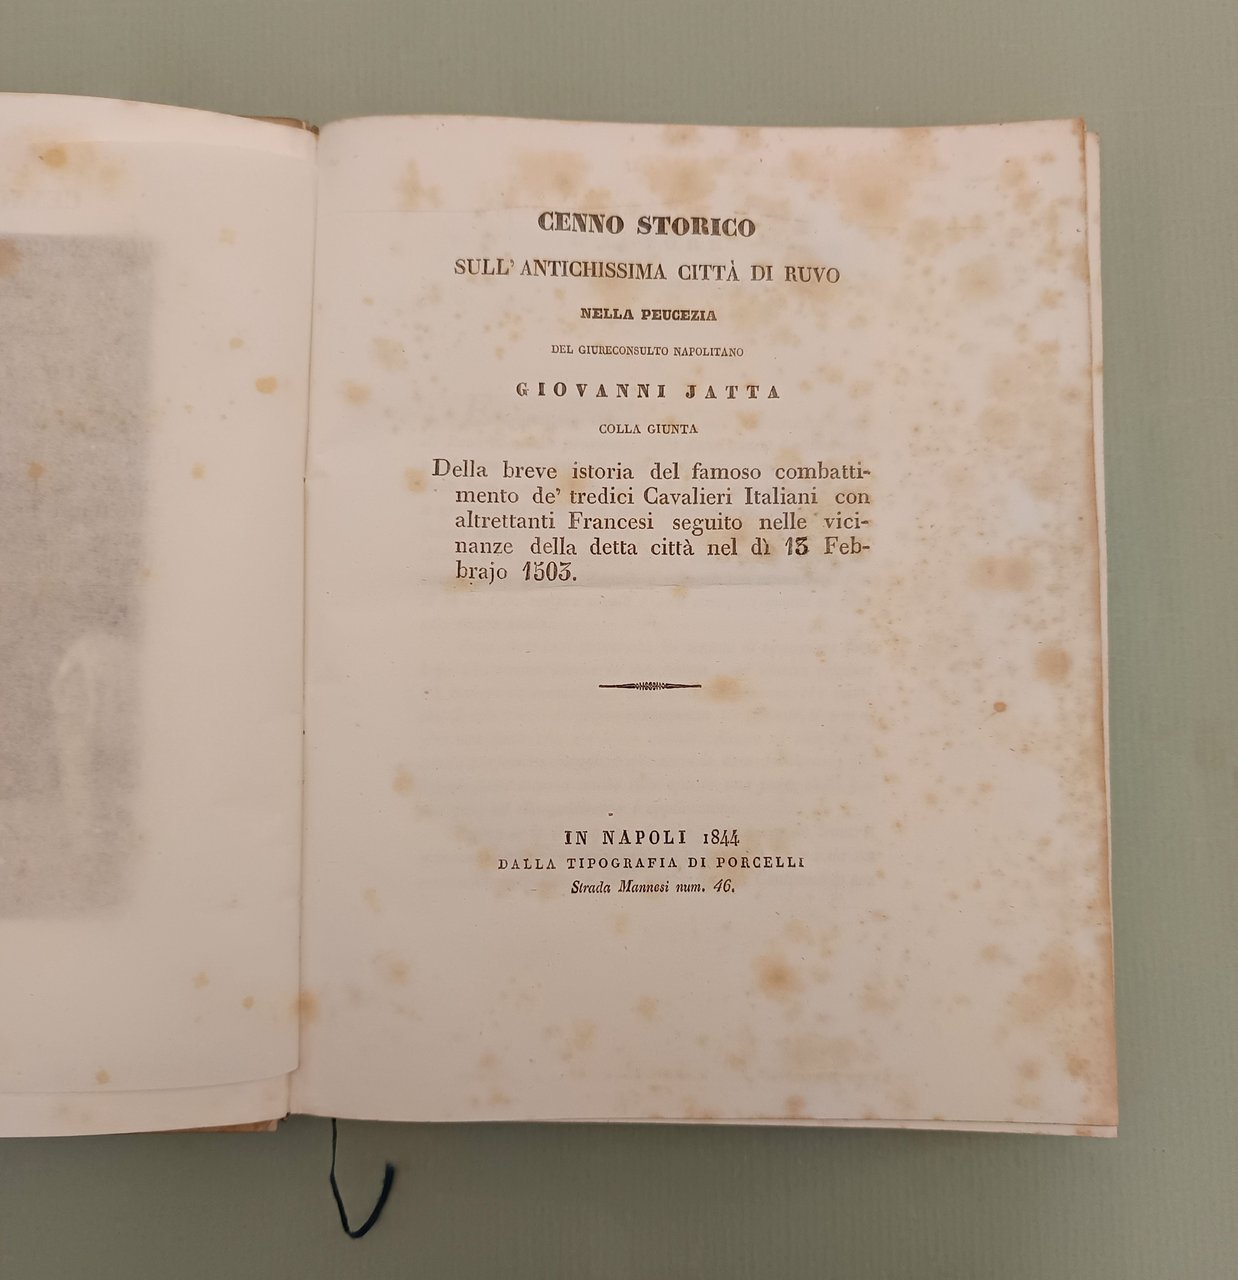 CENNO STORICO
SULL' ANTICHISSIMA CITTÀ DI RUVO
NELLA PEUCEZIA
DEL GIURECONSULTO NAPOLITANO
GIOVANNI JATTA
COLLA GIUNTA
Della breve istoria del famoso combatti-
mento de' tredici Cavalieri Italiani con
altrettanti Francesi seguito nelle vici-
nanze della detta città nel dì 13 Feb-
brajo 1503.
IN NAPOLI 1844
DALLA TIPOGRAFIA DI PORCELLI
Strada Mannesi num. 46.